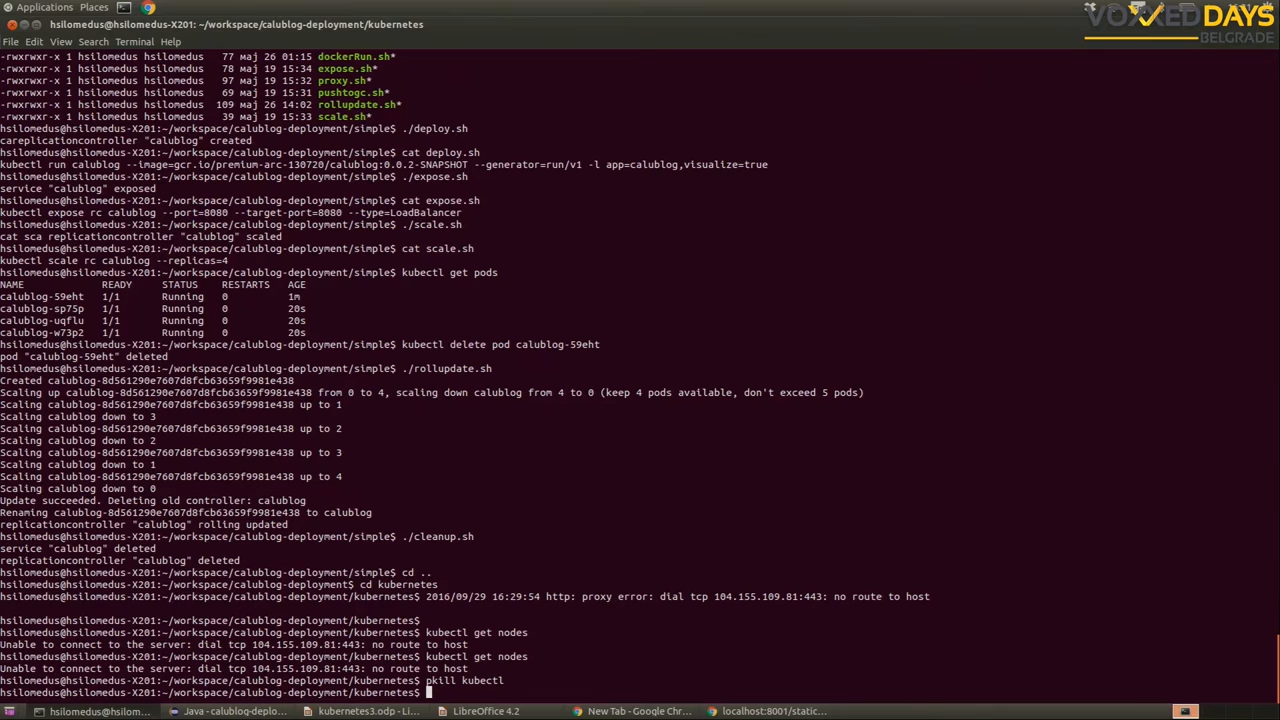 Applications Places
VOXXED DAYS
BELGRADE
hsilomedus@hsilomedus-X201: ~/workspace/calublog-deployment/kubernetes
File Edit View Search Terminal Help
-rwxrwxr-x 1 hsilomedus hsilomedus 77 мај 26 01:15 dockerRun.sh*
-rwxrwxr-x 1 hsilomedus hsilomedus 78 мај 19 15:34 expose.sh*
-rwxrwxr-x 1 hsilomedus hsilomedus 97 мај 19 15:32 proxy.sh*
-rwxrwxr-x 1 hsilomedus hsilomedus 69 мај 19 15:31 pushtogc.sh*
-rwxrwxr-x 1 hsilomedus hsilomedus 109 мај 26 14:02 rollupdate.sh*
-rwxrwxr-x 1 hsilomedus hsilomedus 39 мај 19 15:33 scale.sh*
hsilomedus@hsilomedus-X201:~/workspace/calublog-deployment/simple$ ./deploy.sh
careplicationcontroller "calublog" created
hsilomedus@hsilomedus-X201:~/workspace/calublog-deployment/simple$ cat deploy.sh
kubectl run calublog --image=gcr.io/premium-arc-130720/calublog:0.0.2-SNAPSHOT --generator=run/v1 -l app=calublog,visualize=true
hsilomedus@hsilomedus-X201:~/workspace/calublog-deployment/simple$ ./expose.sh
service "calublog" exposed
hsilomedus@hsilomedus-X201:~/workspace/calublog-deployment/simple$ cat expose.sh
kubectl expose rc calublog --port=8080 --target-port=8080 --type=LoadBalancer
hsilomedus@hsilomedus-X201:~/workspace/calublog-deployment/simple$ ./scale.sh
cat sca replicationcontroller "calublog" scaled
hsilomedus@hsilomedus-X201:~/workspace/calublog-deployment/simple$ cat scale.sh
kubectl scale rc calublog --replicas=4
hsilomedus@hsilomedus-X201:~/workspace/calublog-deployment/simple$ kubectl get pods
NAME READY STATUS RESTARTS AGE
calublog-59eht 1/1 Running 0 1m
calublog-sp75p 1/1 Running 0 20s
calublog-uqflu 1/1 Running 0 20s
calublog-w73p2 1/1 Running 0 20s
hsilomedus@hsilomedus-X201:~/workspace/calublog-deployment/simple$ kubectl delete pod calublog-59eht
pod "calublog-59eht" deleted
hsilomedus@hsilomedus-X201:~/workspace/calublog-deployment/simple$ ./rollupdate.sh
Created calublog-8d561290e7607d8fcb63659f9981e438
Scaling up calublog-8d561290e7607d8fcb63659f9981e438 from 0 to 4, scaling down calublog from 4 to 0 (keep 4 pods available, don't exceed 5 pods)
Scaling calublog-8d561290e7607d8fcb63659f9981e438 up to 1
Scaling calublog down to 3
Scaling calublog-8d561290e7607d8fcb63659f9981e438 up to 2
Scaling calublog down to 2
Scaling calublog-8d561290e7607d8fcb63659f9981e438 up to 3
Scaling calublog down to 1
Scaling calublog-8d561290e7607d8fcb63659f9981e438 up to 4
Scaling calublog down to 0
Update succeeded. Deleting old controller: calublog
Renaming calublog-8d561290e7607d8fcb63659f9981e438 to calublog
replicationcontroller "calublog" rolling updated
hsilomedus@hsilomedus-X201:~/workspace/calublog-deployment/simple$ ./cleanup.sh
service "calublog" deleted
replicationcontroller "calublog" deleted
hsilomedus@hsilomedus-X201:~/workspace/calublog-deployment/simple$ cd ..
hsilomedus@hsilomedus-X201:~/workspace/calublog-deployment$ cd kubernetes
hsilomedus@hsilomedus-X201:~/workspace/calublog-deployment/kubernetes$ 2016/09/29 16:29:54 http: proxy error: dial tcp 104.155.109.81:443: no route to host
hsilomedus@hsilomedus-X201:~/workspace/calublog-deployment/kubernetes$
hsilomedus@hsilomedus-X201:~/workspace/calublog-deployment/kubernetes$ kubectl get nodes
Unable to connect to the server: dial tcp 104.155.109.81:443: no route to host
hsilomedus@hsilomedus-X201:~/workspace/calublog-deployment/kubernetes$ kubectl get nodes
Unable to connect to the server: dial tcp 104.155.109.81:443: no route to host
hsilomedus@hsilomedus-X201:~/workspace/calublog-deployment/kubernetes$ pkill kubectl
hsilomedus@hsilomedus-X201:~/workspace/calublog-deployment/kubernetes$
hsilomedus@hsilom... Java - calublog-deplo... kubernetes3.odp - Li... LibreOffice 4.2 New Tab - Google Chr... localhost:8001/static...